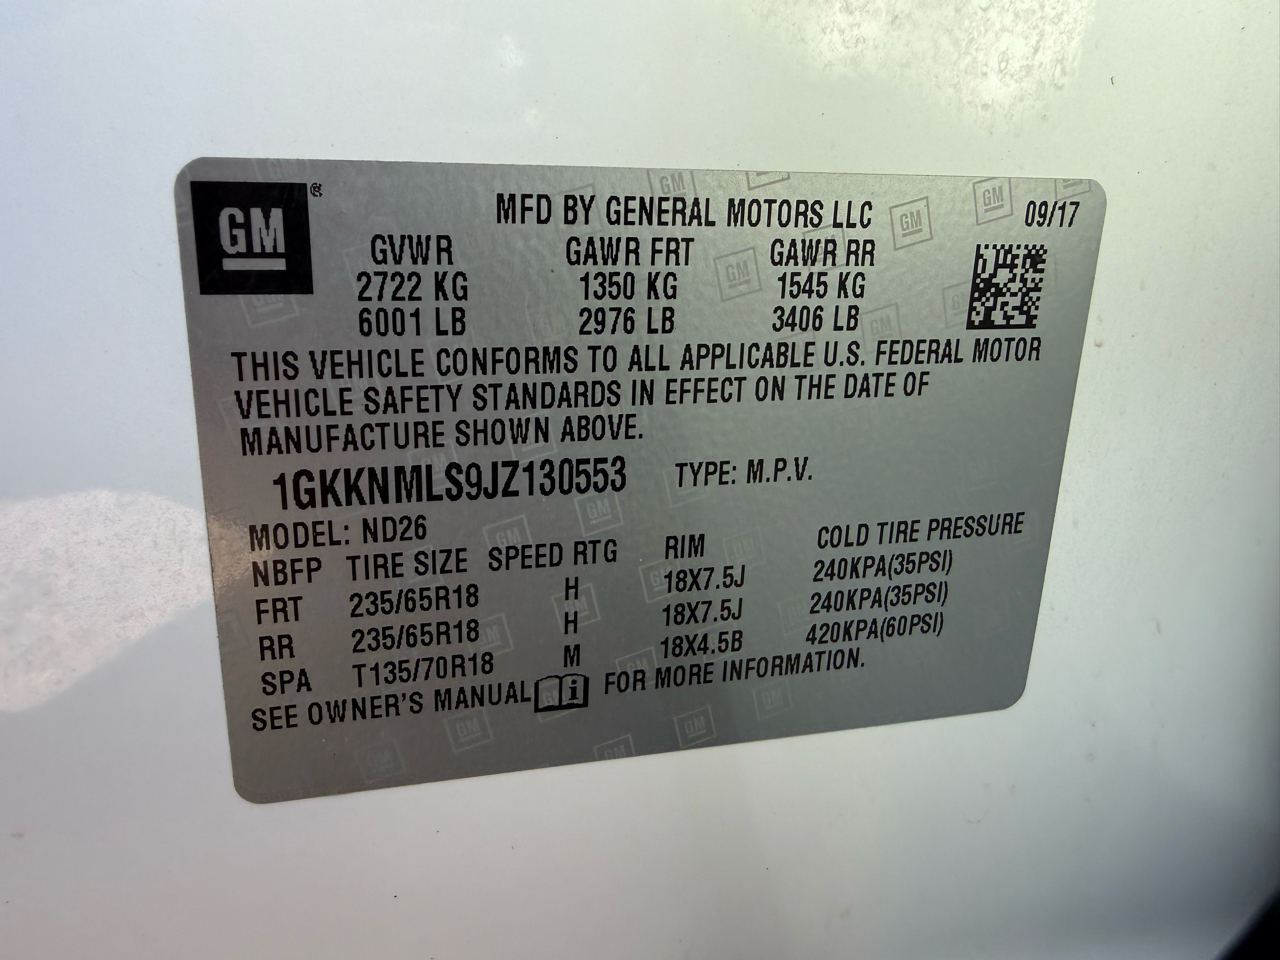 GM ® MFD BY GENERAL MOTORS LLC 09/17
GVWR GAWR FRT GAWR RR
2722 KG 1350 KG 1545 KG
6001 LB 2976 LB 3406 LB
THIS VEHICLE CONFORMS TO ALL APPLICABLE U.S. FEDERAL MOTOR
VEHICLE SAFETY STANDARDS IN EFFECT ON THE DATE OF
MANUFACTURE SHOWN ABOVE.
1GKKNMLS9JZ130553 TYPE: M.P.V.
MODEL: ND26
NBFP TIRE SIZE SPEED RTG RIM COLD TIRE PRESSURE
FRT 235/65R18 H 18X7.5J 240KPA(35PSI)
RR 235/65R18 H 18X7.5J 240KPA(35PSI)
SPA T135/70R18 M 18X4.5B 420KPA(60PSI)
SEE OWNER'S MANUAL i FOR MORE INFORMATION.